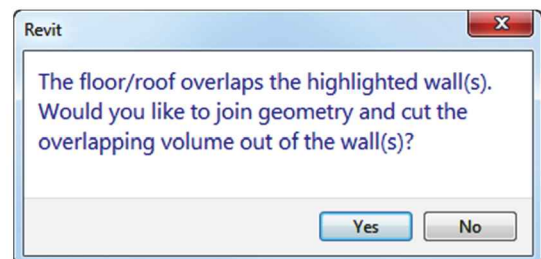 Revit
The floor/roof overlaps the highlighted wall(s).
Would you like to join geometry and cut the
overlapping volume out of the wall(s)?
Yes No